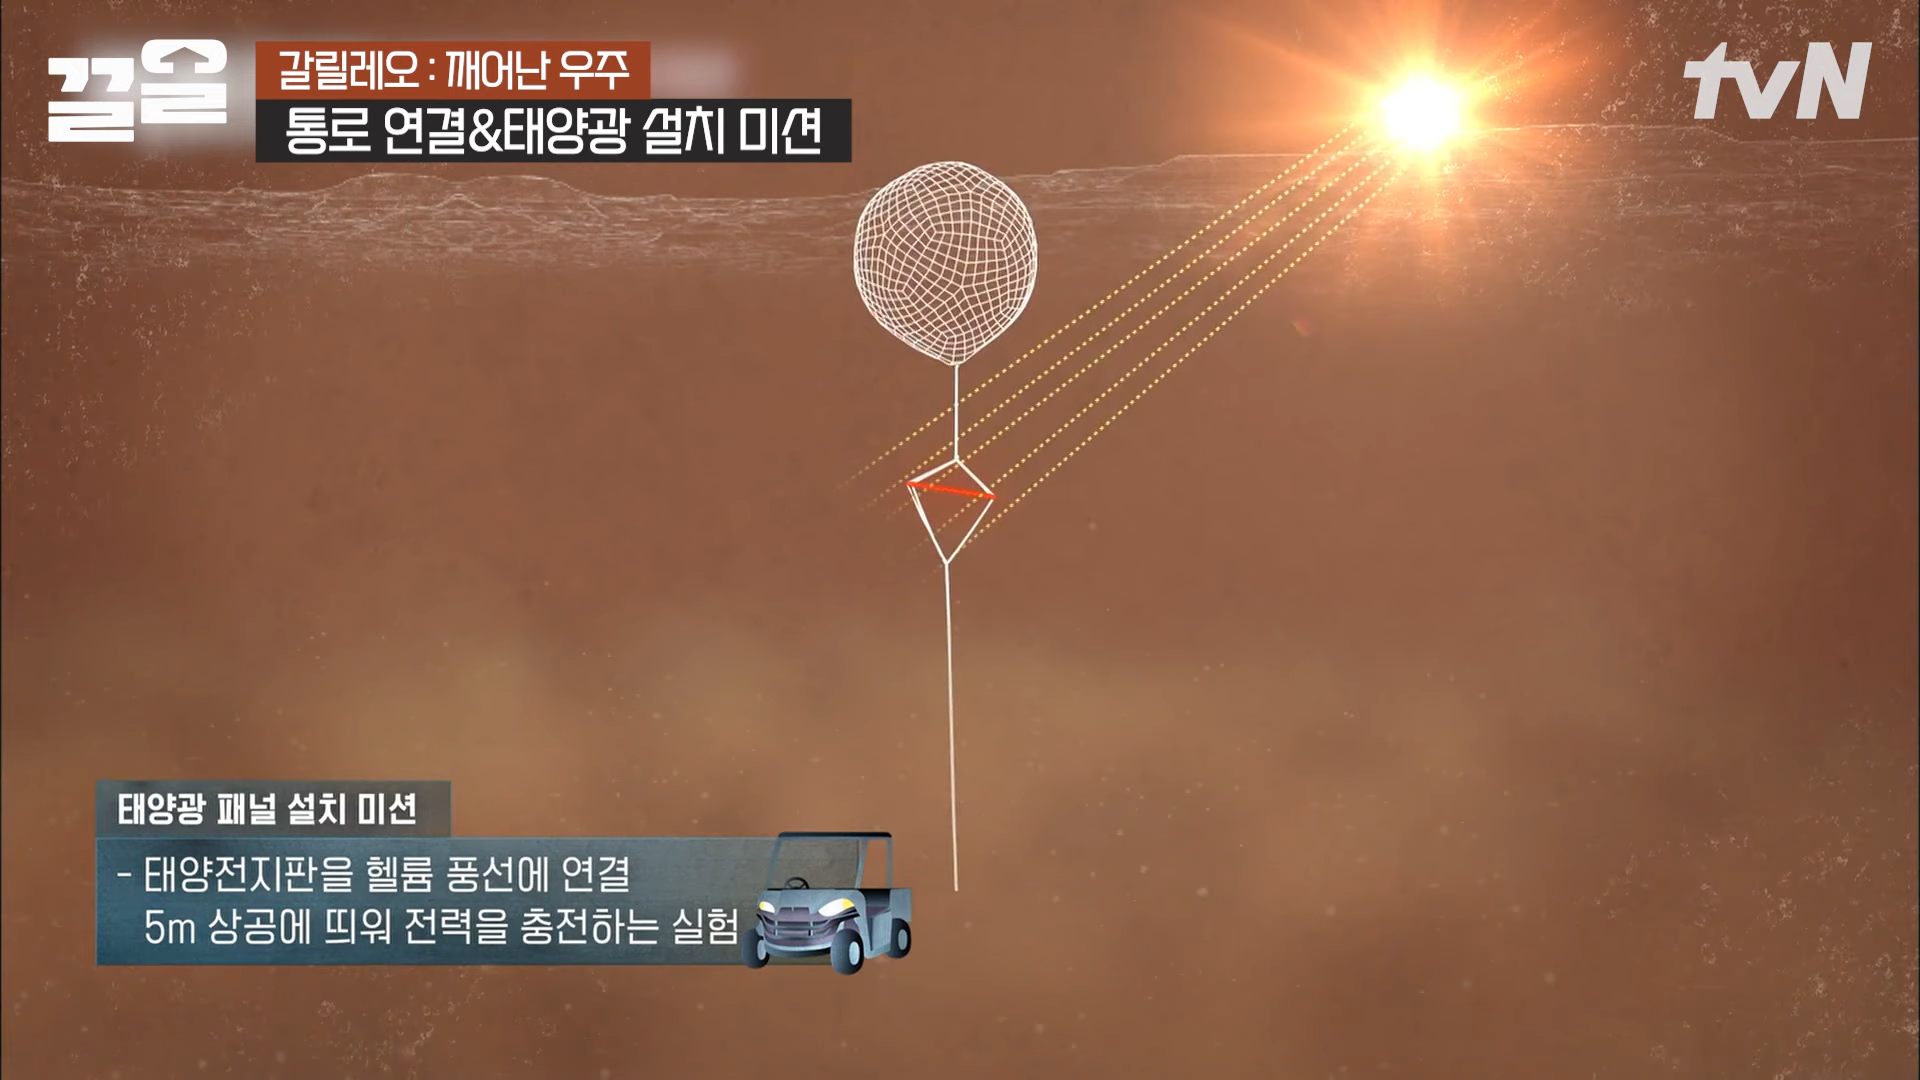 끌올
갈릴레오 : 깨어난 우주
통로 연결&태양광 설치 미션
tvN
태양광 패널 설치 미션
- 태양전지판을 헬륨 풍선에 연결
5m 상공에 띄워 전력을 충전하는 실험